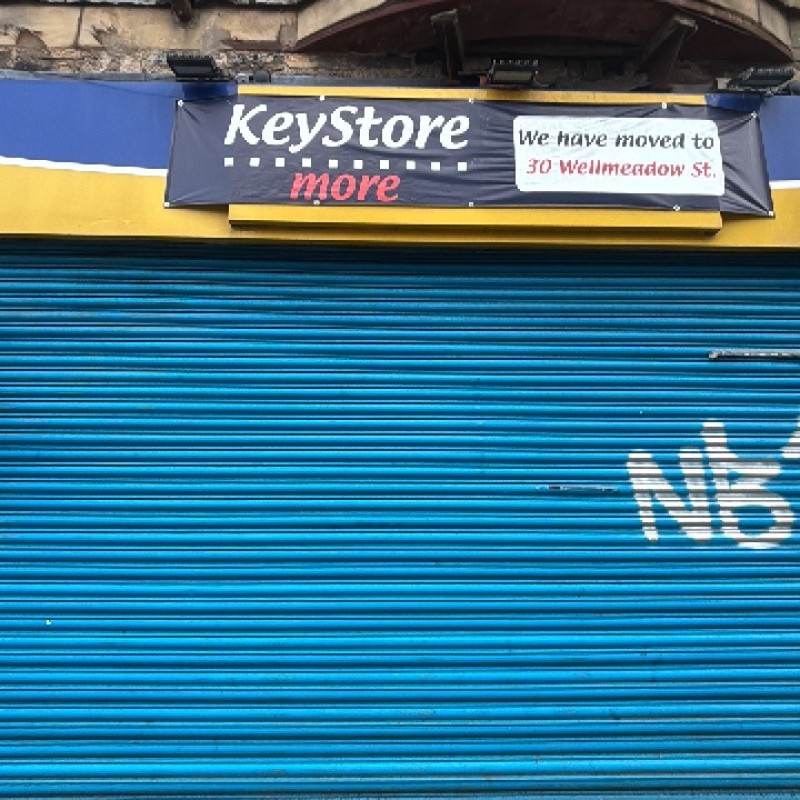 KeyStore
more
We have moved to
30 Wellmeadow St.